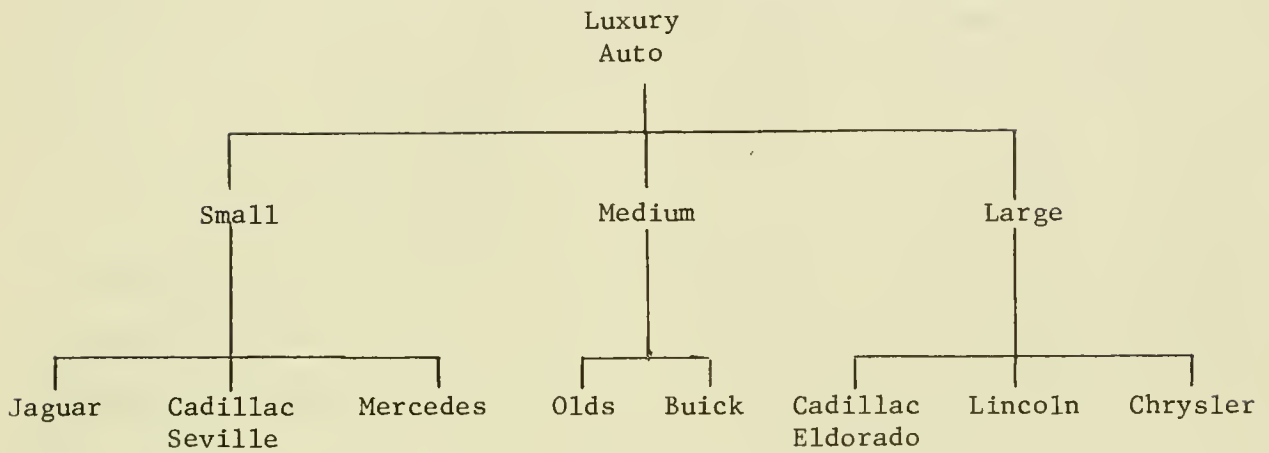 Luxury
Auto
Small Medium Large
Jaguar Cadillac Mercedes Olds Buick Cadillac Lincoln Chrysler
Seville Eldorado